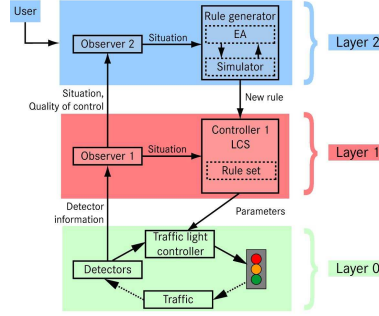 User
Rule generator
EA
Simulator
Observer 2
Situation
Layer 2
Situation,
Quality of control
New rule
Controller 1
LCS
Rule set
Observer 1
Situation
Layer 1
Detector
information
Parameters
Traffic light
controller
Detectors
Traffic
Layer 0